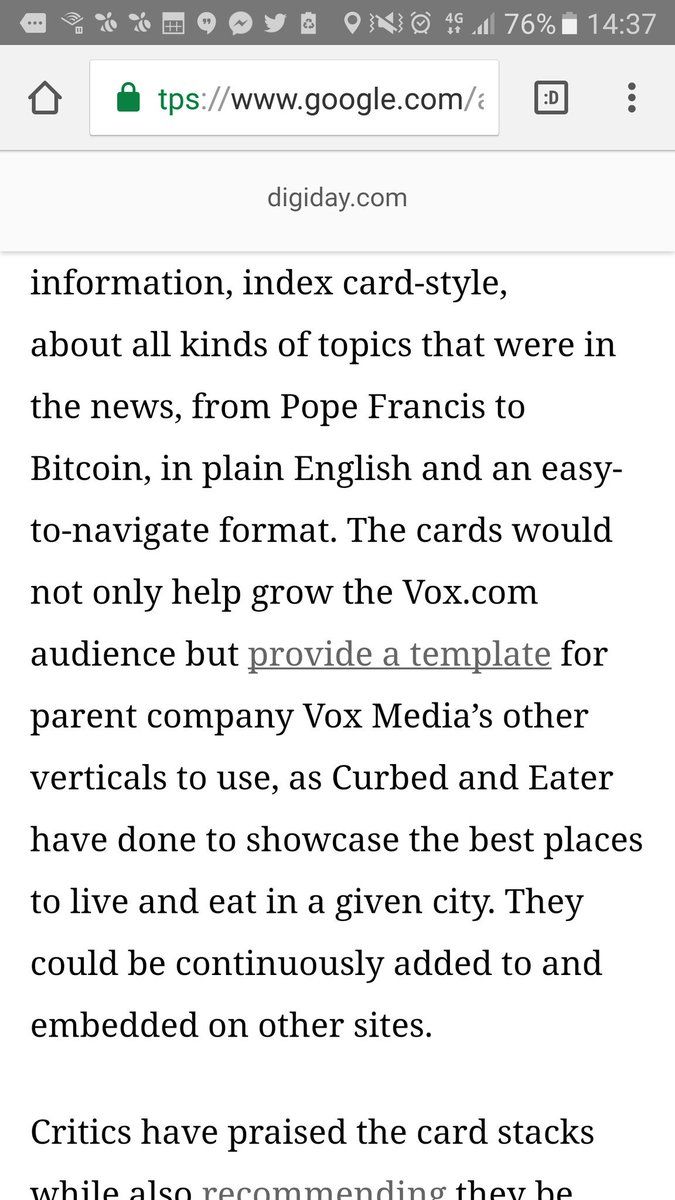 4G 76% 14:37
tps://www.google.com/a
:D
digiday.com
information, index card-style,
about all kinds of topics that were in
the news, from Pope Francis to
Bitcoin, in plain English and an easy-
to-navigate format. The cards would
not only help grow the Vox.com
audience but provide a template for
parent company Vox Media’s other
verticals to use, as Curbed and Eater
have done to showcase the best places
to live and eat in a given city. They
could be continuously added to and
embedded on other sites.
Critics have praised the card stacks
while also recommending they be